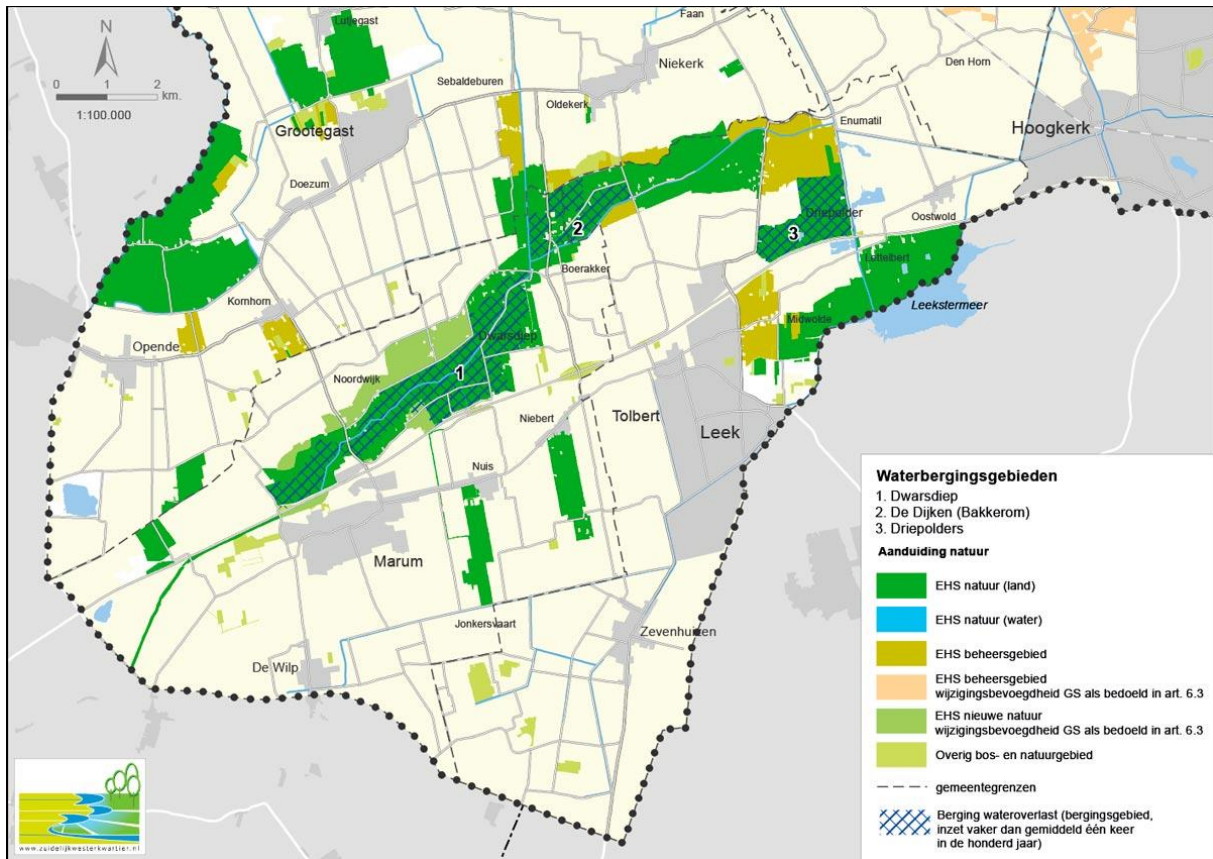 Lutjegast
Faan
N
Niekerk
Den Horn
Sebaldeburen
0 1 2
km.
Oldekerk
1:100.000
Enumatil
Hoogkerk
Grootegast
Doezum
Oostwold
Driepolder
2
3
Lettelbert
Boerakker
Kornhorn
Leekstermeer
Midwolde
Opende
Dwarsdiep
Noordwijk
1
Niebert
Tolbert
Leek
Nuis
Marum
Jonkersvaart
Zevenhuizen
De Wilp
Waterbergingsgebieden
1. Dwarsdiep
2. De Dijken (Bakkerom)
3. Driepolders
Aanduiding natuur
EHS natuur (land)
EHS natuur (water)
EHS beheersgebied
EHS beheersgebied
wijzigingsbevoegdheid GS als bedoeld in art. 6.3
EHS nieuwe natuur
wijzigingsbevoegdheid GS als bedoeld in art. 6.3
Overig bos- en natuurgebied
gemeentegrenzen
Berging wateroverlast (bergingsgebied,
inzet vaker dan gemiddeld één keer
in de honderd jaar)
www.zuidelijkwesterkwartier.nl